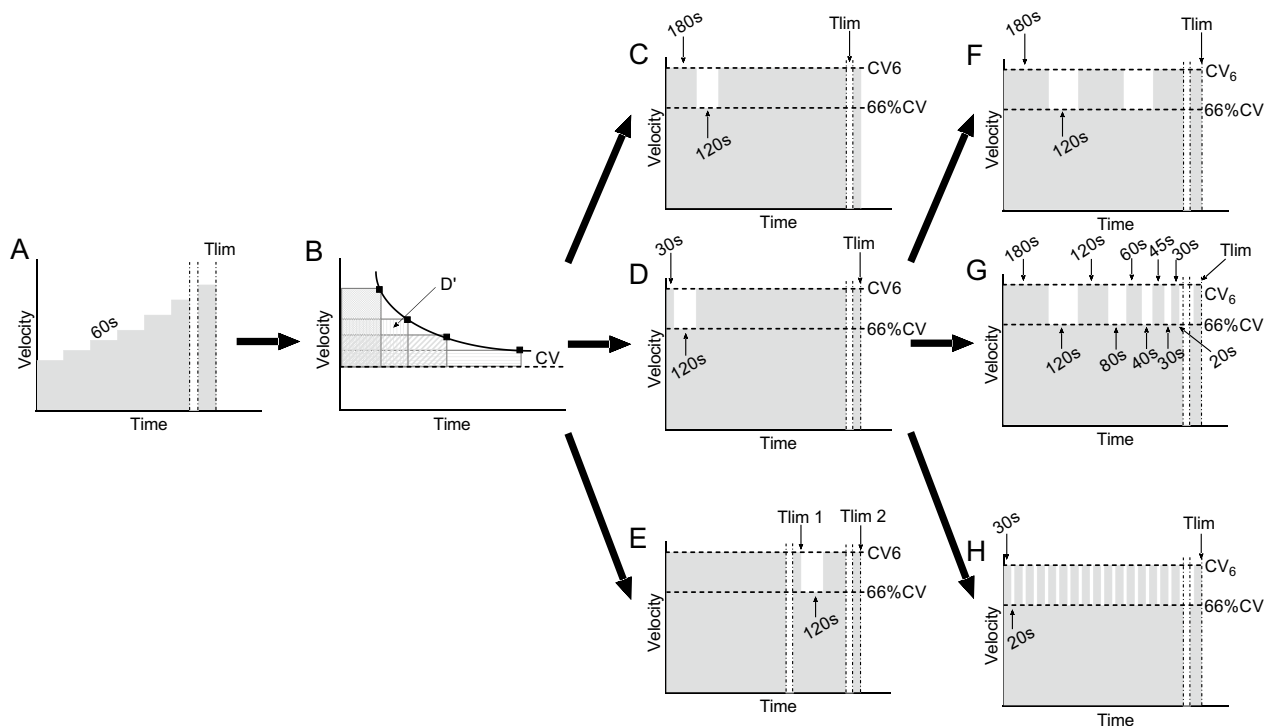 A
Tlim
60s
Velocity
Time
B
D'
CV
Velocity
Time
C
180s
Tlim
CV6
66%CV
120s
Velocity
Time
D
30s
Tlim
CV6
66%CV
120s
Velocity
Time
E
Tlim 1
Tlim 2
CV6
66%CV
120s
Velocity
Time
F
180s
Tlim
CV₆
66%CV
120s
Velocity
Time
G
180s
120s
60s
45s
30s
Tlim
CV₆
66%CV
120s
80s
40s
30s
20s
Velocity
Time
H
30s
Tlim
CV₆
66%CV
20s
Velocity
Time